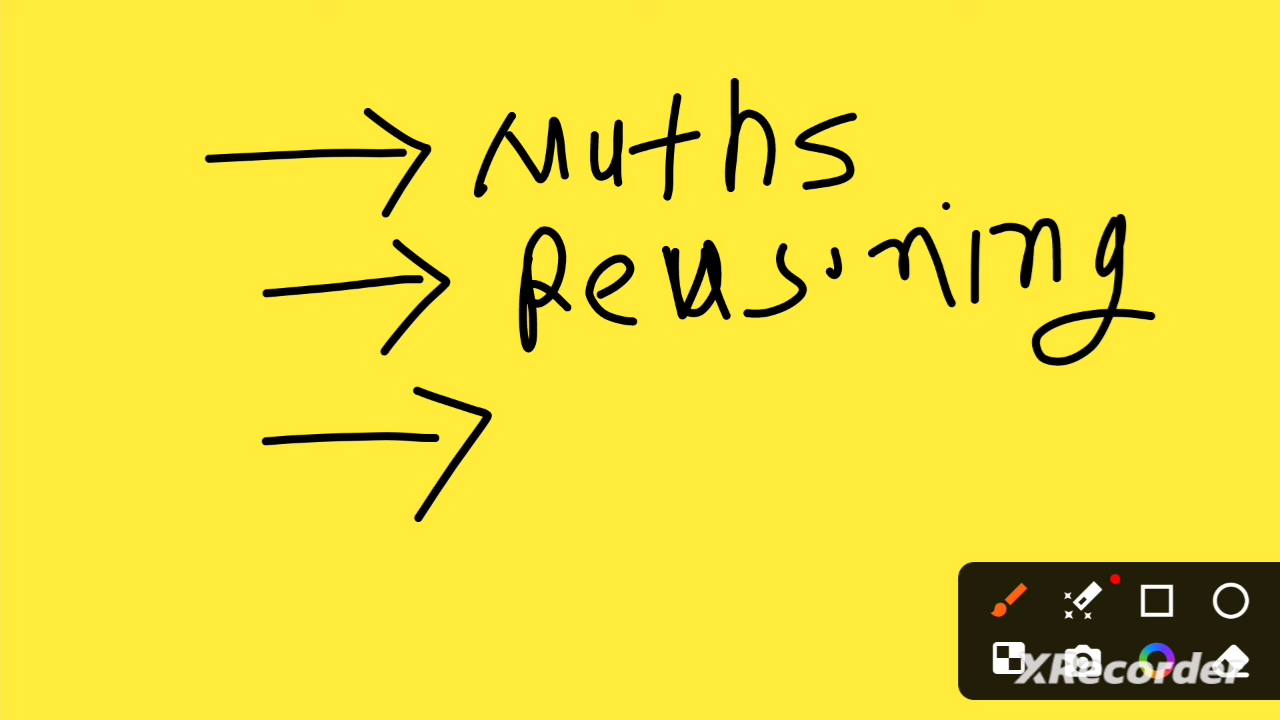 → Maths
→ Reasoning
→
XRecorder